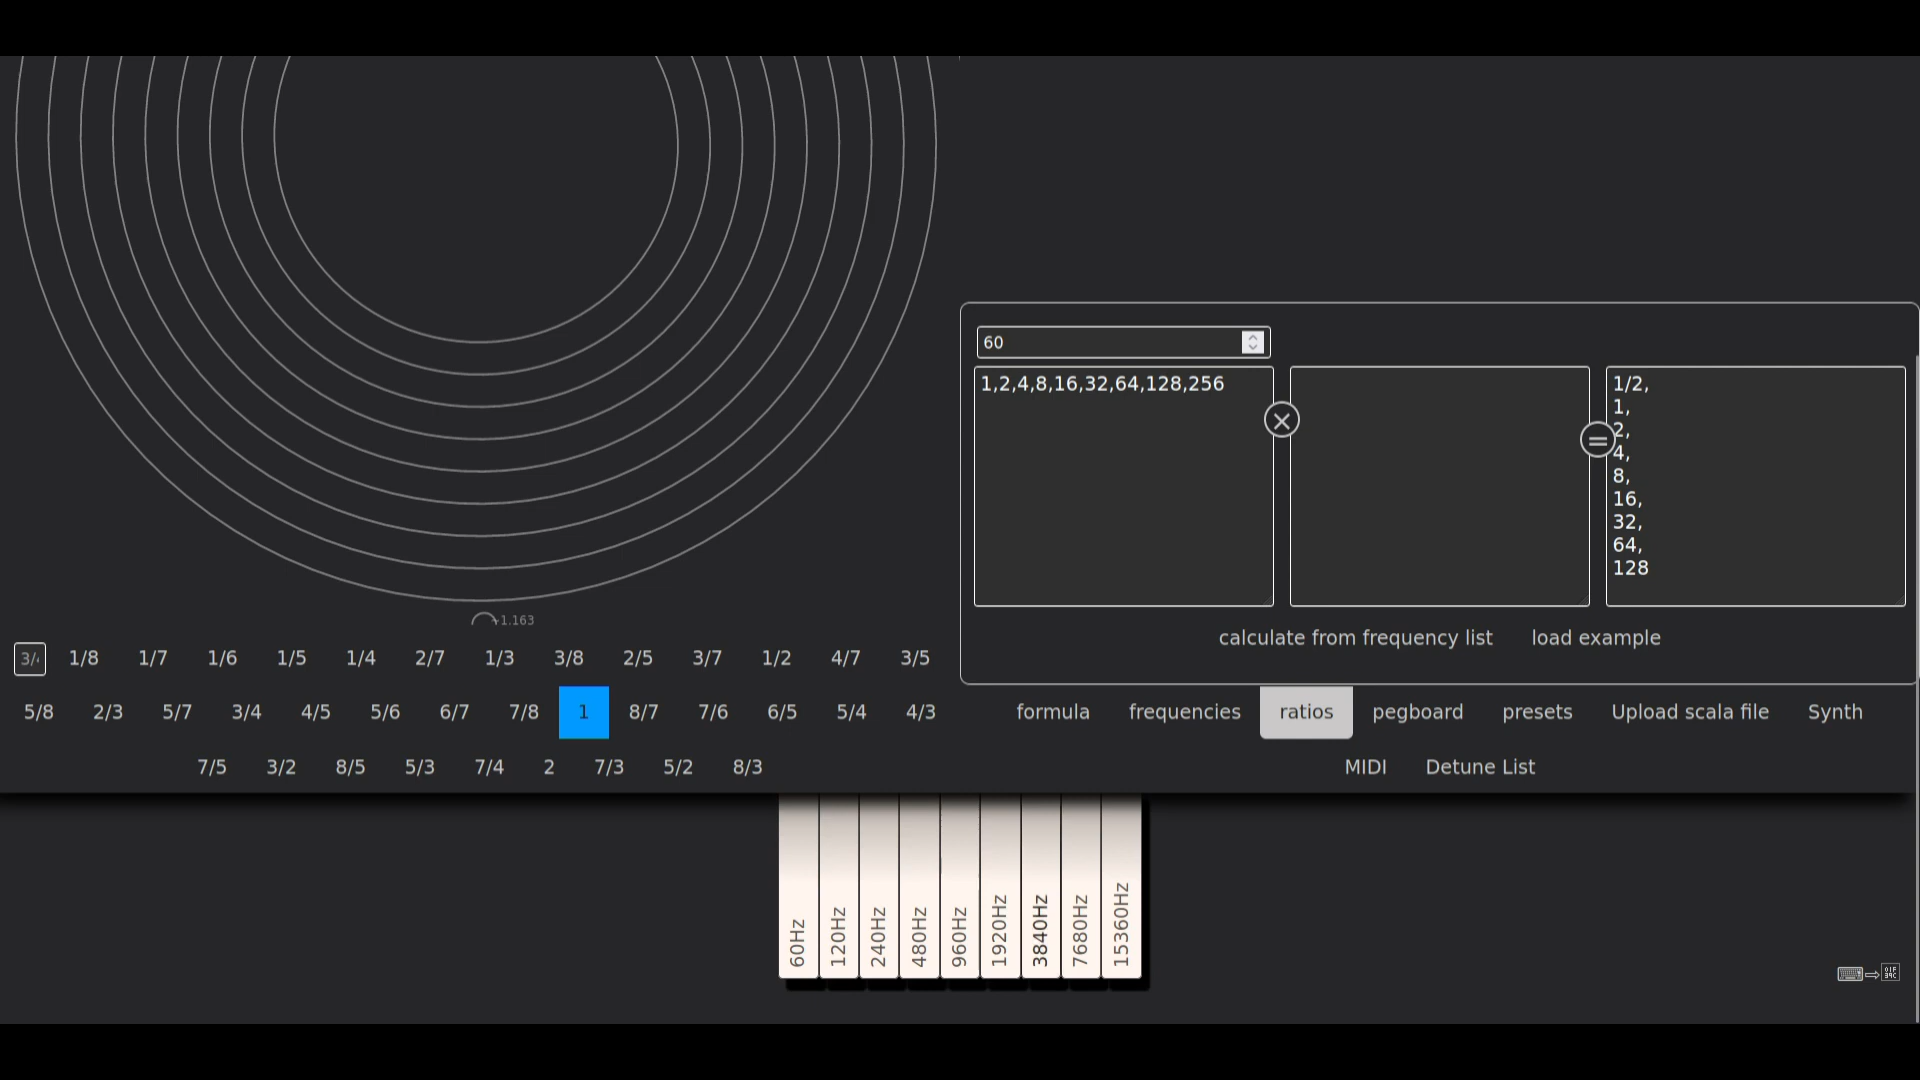 60
1,2,4,8,16,32,64,128,256
1/2,
1,
2,
4,
8,
16,
32,
64,
128
calculate from frequency list load example
1.163
1/8 1/7 1/6 1/5 1/4 2/7 1/3 3/8 2/5 3/7 1/2 4/7 3/5
5/8 2/3 5/7 3/4 4/5 5/6 6/7 7/8 1 8/7 7/6 6/5 5/4 4/3
7/5 3/2 8/5 5/3 7/4 2 7/3 5/2 8/3
formula frequencies ratios pegboard presets Upload scala file Synth
MIDI Detune List
60Hz
120Hz
240Hz
480Hz
960Hz
1920Hz
3840Hz
7680Hz
15360Hz